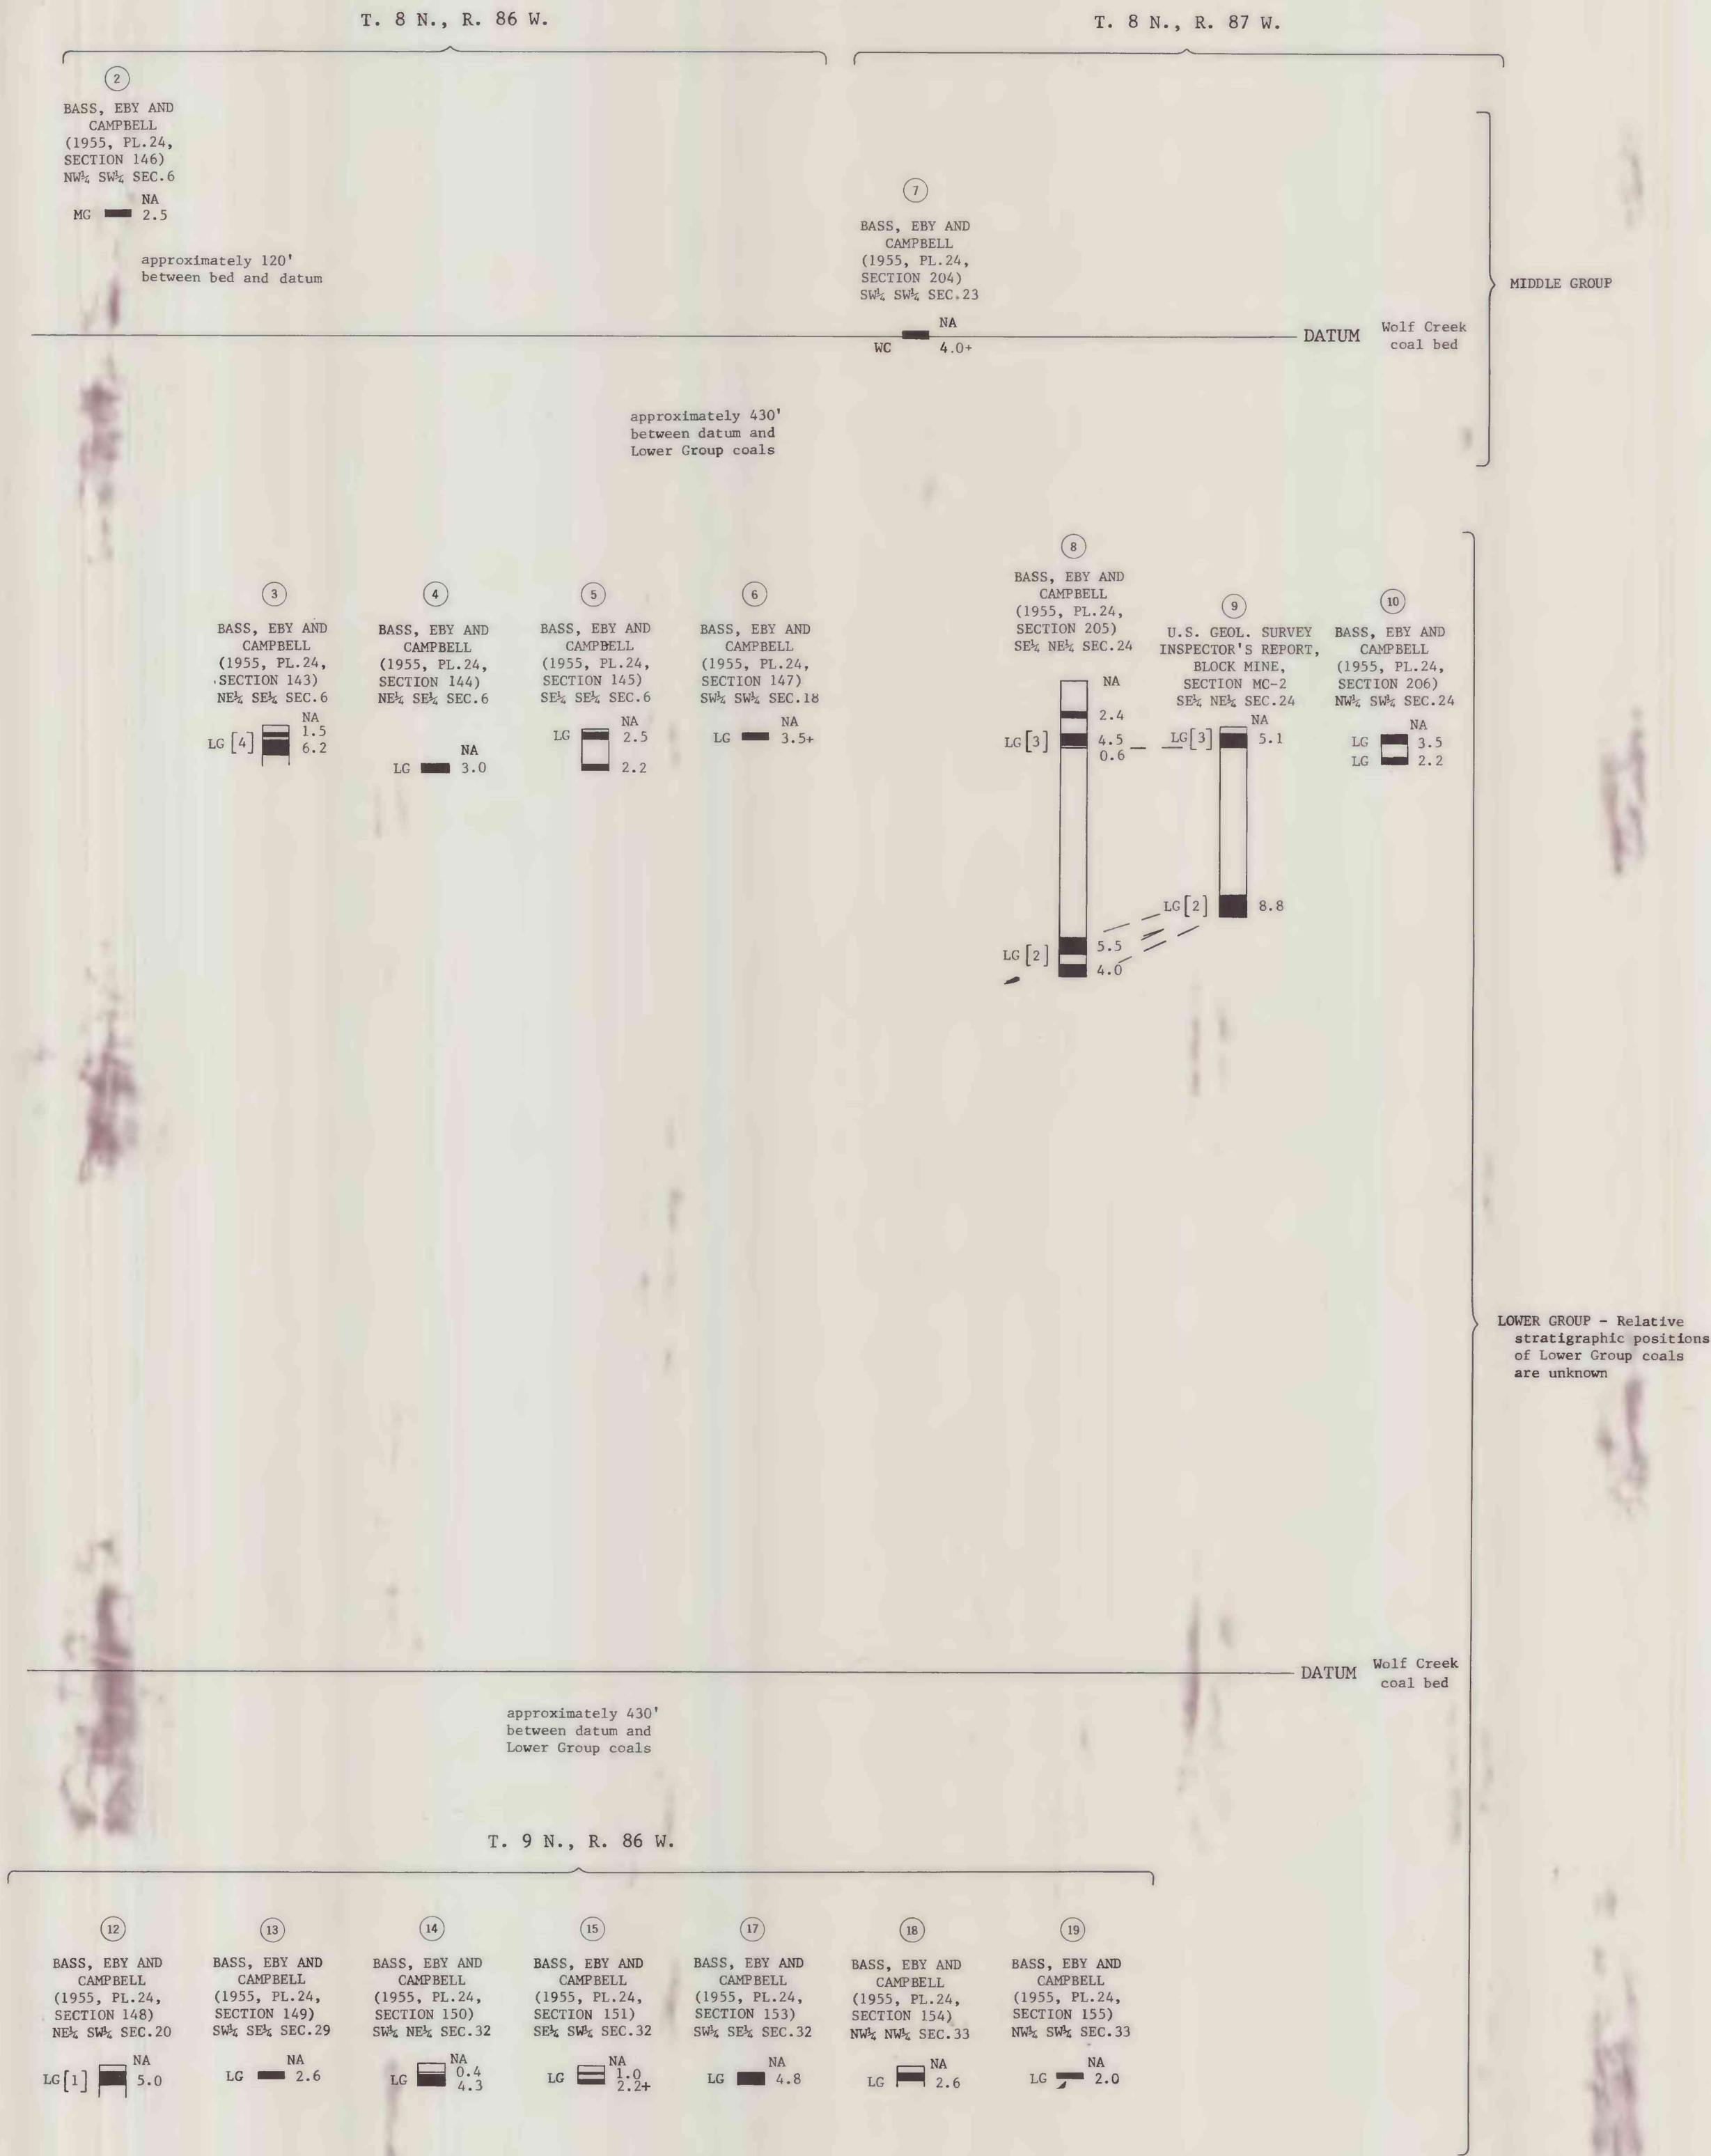 T. 8 N., R. 86 W.
T. 8 N., R. 87 W.
2
BASS, EBY AND
CAMPBELL
(1955, PL.24,
SECTION 146)
NW¼ SW¼ SEC.6
NA
MG 2.5
approximately 120'
between bed and datum
7
BASS, EBY AND
CAMPBELL
(1955, PL.24,
SECTION 204)
SW¼ SW¼ SEC.23
NA
WC 4.0+
MIDDLE GROUP
DATUM
Wolf Creek
coal bed
approximately 430'
between datum and
Lower Group coals
3
BASS, EBY AND
CAMPBELL
(1955, PL.24,
SECTION 143)
NE¼ SE¼ SEC.6
NA
1.5
LG [4] 6.2
4
BASS, EBY AND
CAMPBELL
(1955, PL.24,
SECTION 144)
NE¼ SE¼ SEC.6
NA
LG 3.0
5
BASS, EBY AND
CAMPBELL
(1955, PL.24,
SECTION 145)
SE¼ SE¼ SEC.6
NA
LG 2.5
2.2
6
BASS, EBY AND
CAMPBELL
(1955, PL.24,
SECTION 147)
SW¼ SW¼ SEC.18
NA
LG 3.5+
8
BASS, EBY AND
CAMPBELL
(1955, PL.24,
SECTION 205)
SE¼ NE¼ SEC.24
NA
2.4
LG[3] 4.5
0.6
LG[2] 5.5
4.0
9
U.S. GEOL. SURVEY
INSPECTOR'S REPORT,
BLOCK MINE,
SECTION MC-2
SE¼ NE¼ SEC.24
NA
LG[3] 5.1
LG[2] 8.8
10
BASS, EBY AND
CAMPBELL
(1955, PL.24,
SECTION 206)
NW¼ SW¼ SEC.24
NA
LG 3.5
LG 2.2
LOWER GROUP - Relative
stratigraphic positions
of Lower Group coals
are unknown
DATUM
Wolf Creek
coal bed
approximately 430'
between datum and
Lower Group coals
T. 9 N., R. 86 W.
12
BASS, EBY AND
CAMPBELL
(1955, PL.24,
SECTION 148)
NE¼ SW¼ SEC.20
NA
LG[1] 5.0
13
BASS, EBY AND
CAMPBELL
(1955, PL.24,
SECTION 149)
SW¼ SE¼ SEC.29
NA
LG 2.6
14
BASS, EBY AND
CAMPBELL
(1955, PL.24,
SECTION 150)
SW¼ NE¼ SEC.32
NA
0.4
LG 4.3
15
BASS, EBY AND
CAMPBELL
(1955, PL.24,
SECTION 151)
SE¼ SW¼ SEC.32
NA
1.0
LG 2.2+
17
BASS, EBY AND
CAMPBELL
(1955, PL.24,
SECTION 153)
SW¼ SE¼ SEC.32
NA
LG 4.8
18
BASS, EBY AND
CAMPBELL
(1955, PL.24,
SECTION 154)
NW¼ NW¼ SEC.33
NA
LG 2.6
19
BASS, EBY AND
CAMPBELL
(1955, PL.24,
SECTION 155)
NW¼ SW¼ SEC.33
NA
LG 2.0